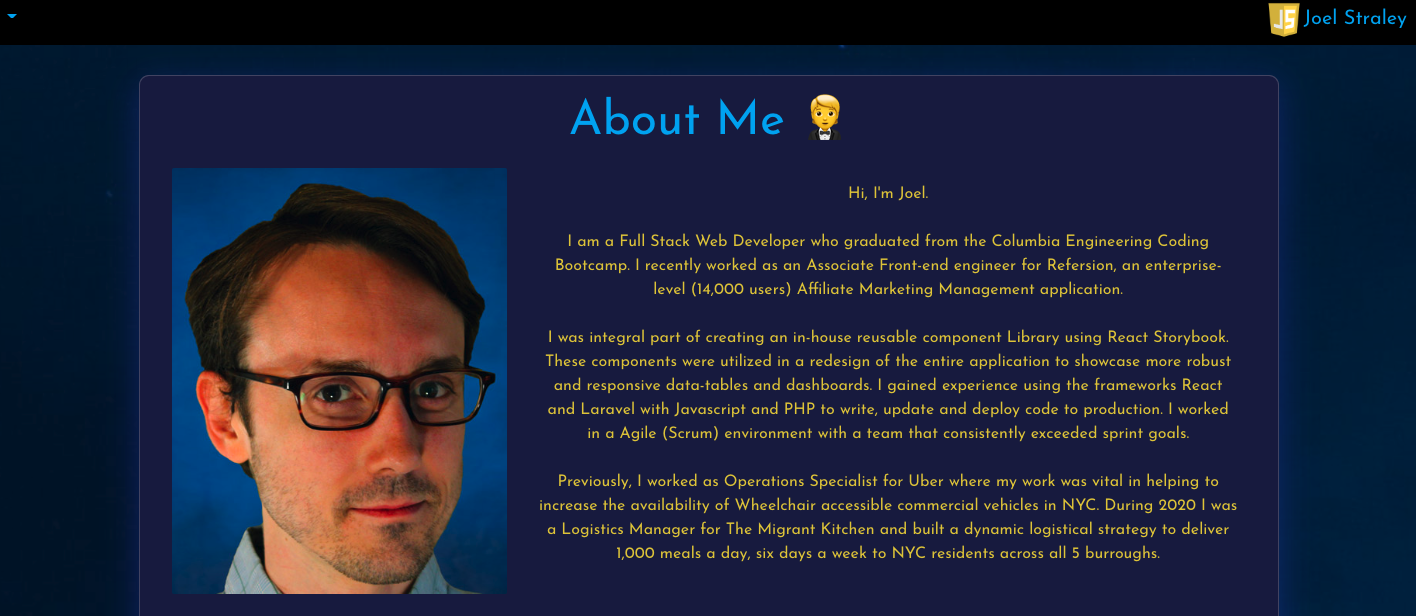 JS Joel Straley
About Me
Hi, I'm Joel.
I am a Full Stack Web Developer who graduated from the Columbia Engineering Coding
Bootcamp. I recently worked as an Associate Front-end engineer for Refersion, an enterprise-
level (14,000 users) Affiliate Marketing Management application.
I was integral part of creating an in-house reusable component Library using React Storybook.
These components were utilized in a redesign of the entire application to showcase more robust
and responsive data-tables and dashboards. I gained experience using the frameworks React
and Laravel with Javascript and PHP to write, update and deploy code to production. I worked
in a Agile (Scrum) environment with a team that consistently exceeded sprint goals.
Previously, I worked as Operations Specialist for Uber where my work was vital in helping to
increase the availability of Wheelchair accessible commercial vehicles in NYC. During 2020 I was
a Logistics Manager for The Migrant Kitchen and built a dynamic logistical strategy to deliver
1,000 meals a day, six days a week to NYC residents across all 5 burroughs.